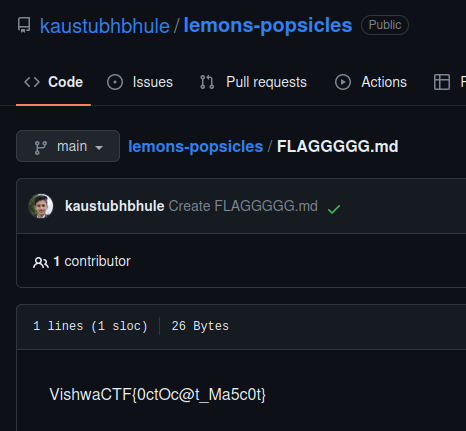 kaustubhbhule / lemons-popsicles Public
Code Issues Pull requests Actions
main lemons-popsicles / FLAGGGGG.md
kaustubhbhule Create FLAGGGGG.md
1 contributor
1 lines (1 sloc) 26 Bytes
VishwaCTF{0ctOc@t_Ma5c0t}